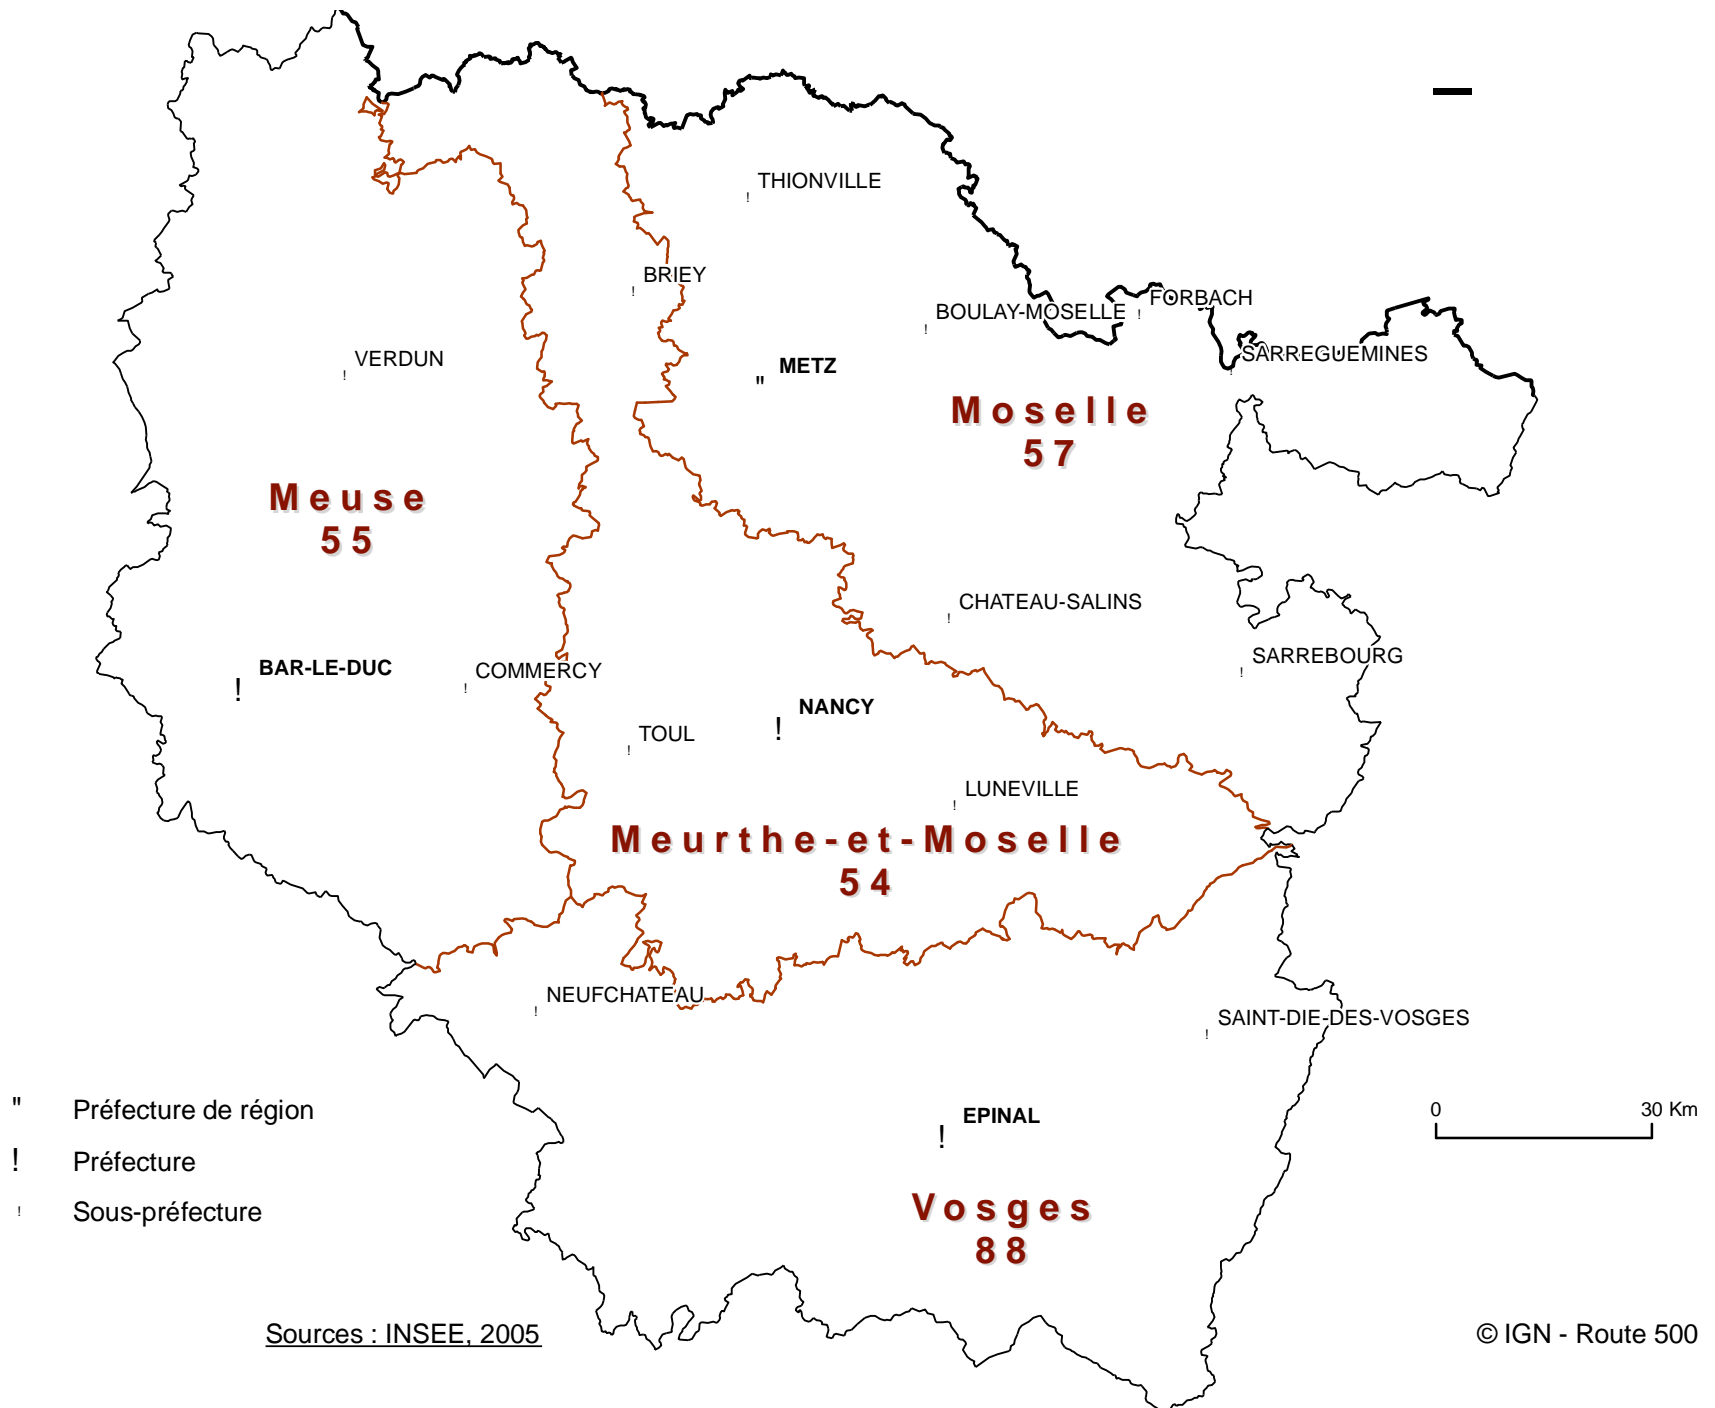 THIONVILLE
BRIEY
BOULAY-MOSELLE
FORBACH
VERDUN
METZ
SARREGUEMINES
Moselle
57
Meuse
55
CHATEAU-SALINS
BAR-LE-DUC
COMMERCY
SARREBOURG
NANCY
TOUL
LUNEVILLE
Meurthe-et-Moselle
54
NEUFCHATEAU
SAINT-DIE-DES-VOSGES
EPINAL
Vosges
88
" Préfecture de région
! Préfecture
! Sous-préfecture
0 30 Km
Sources : INSEE, 2005
© IGN - Route 500